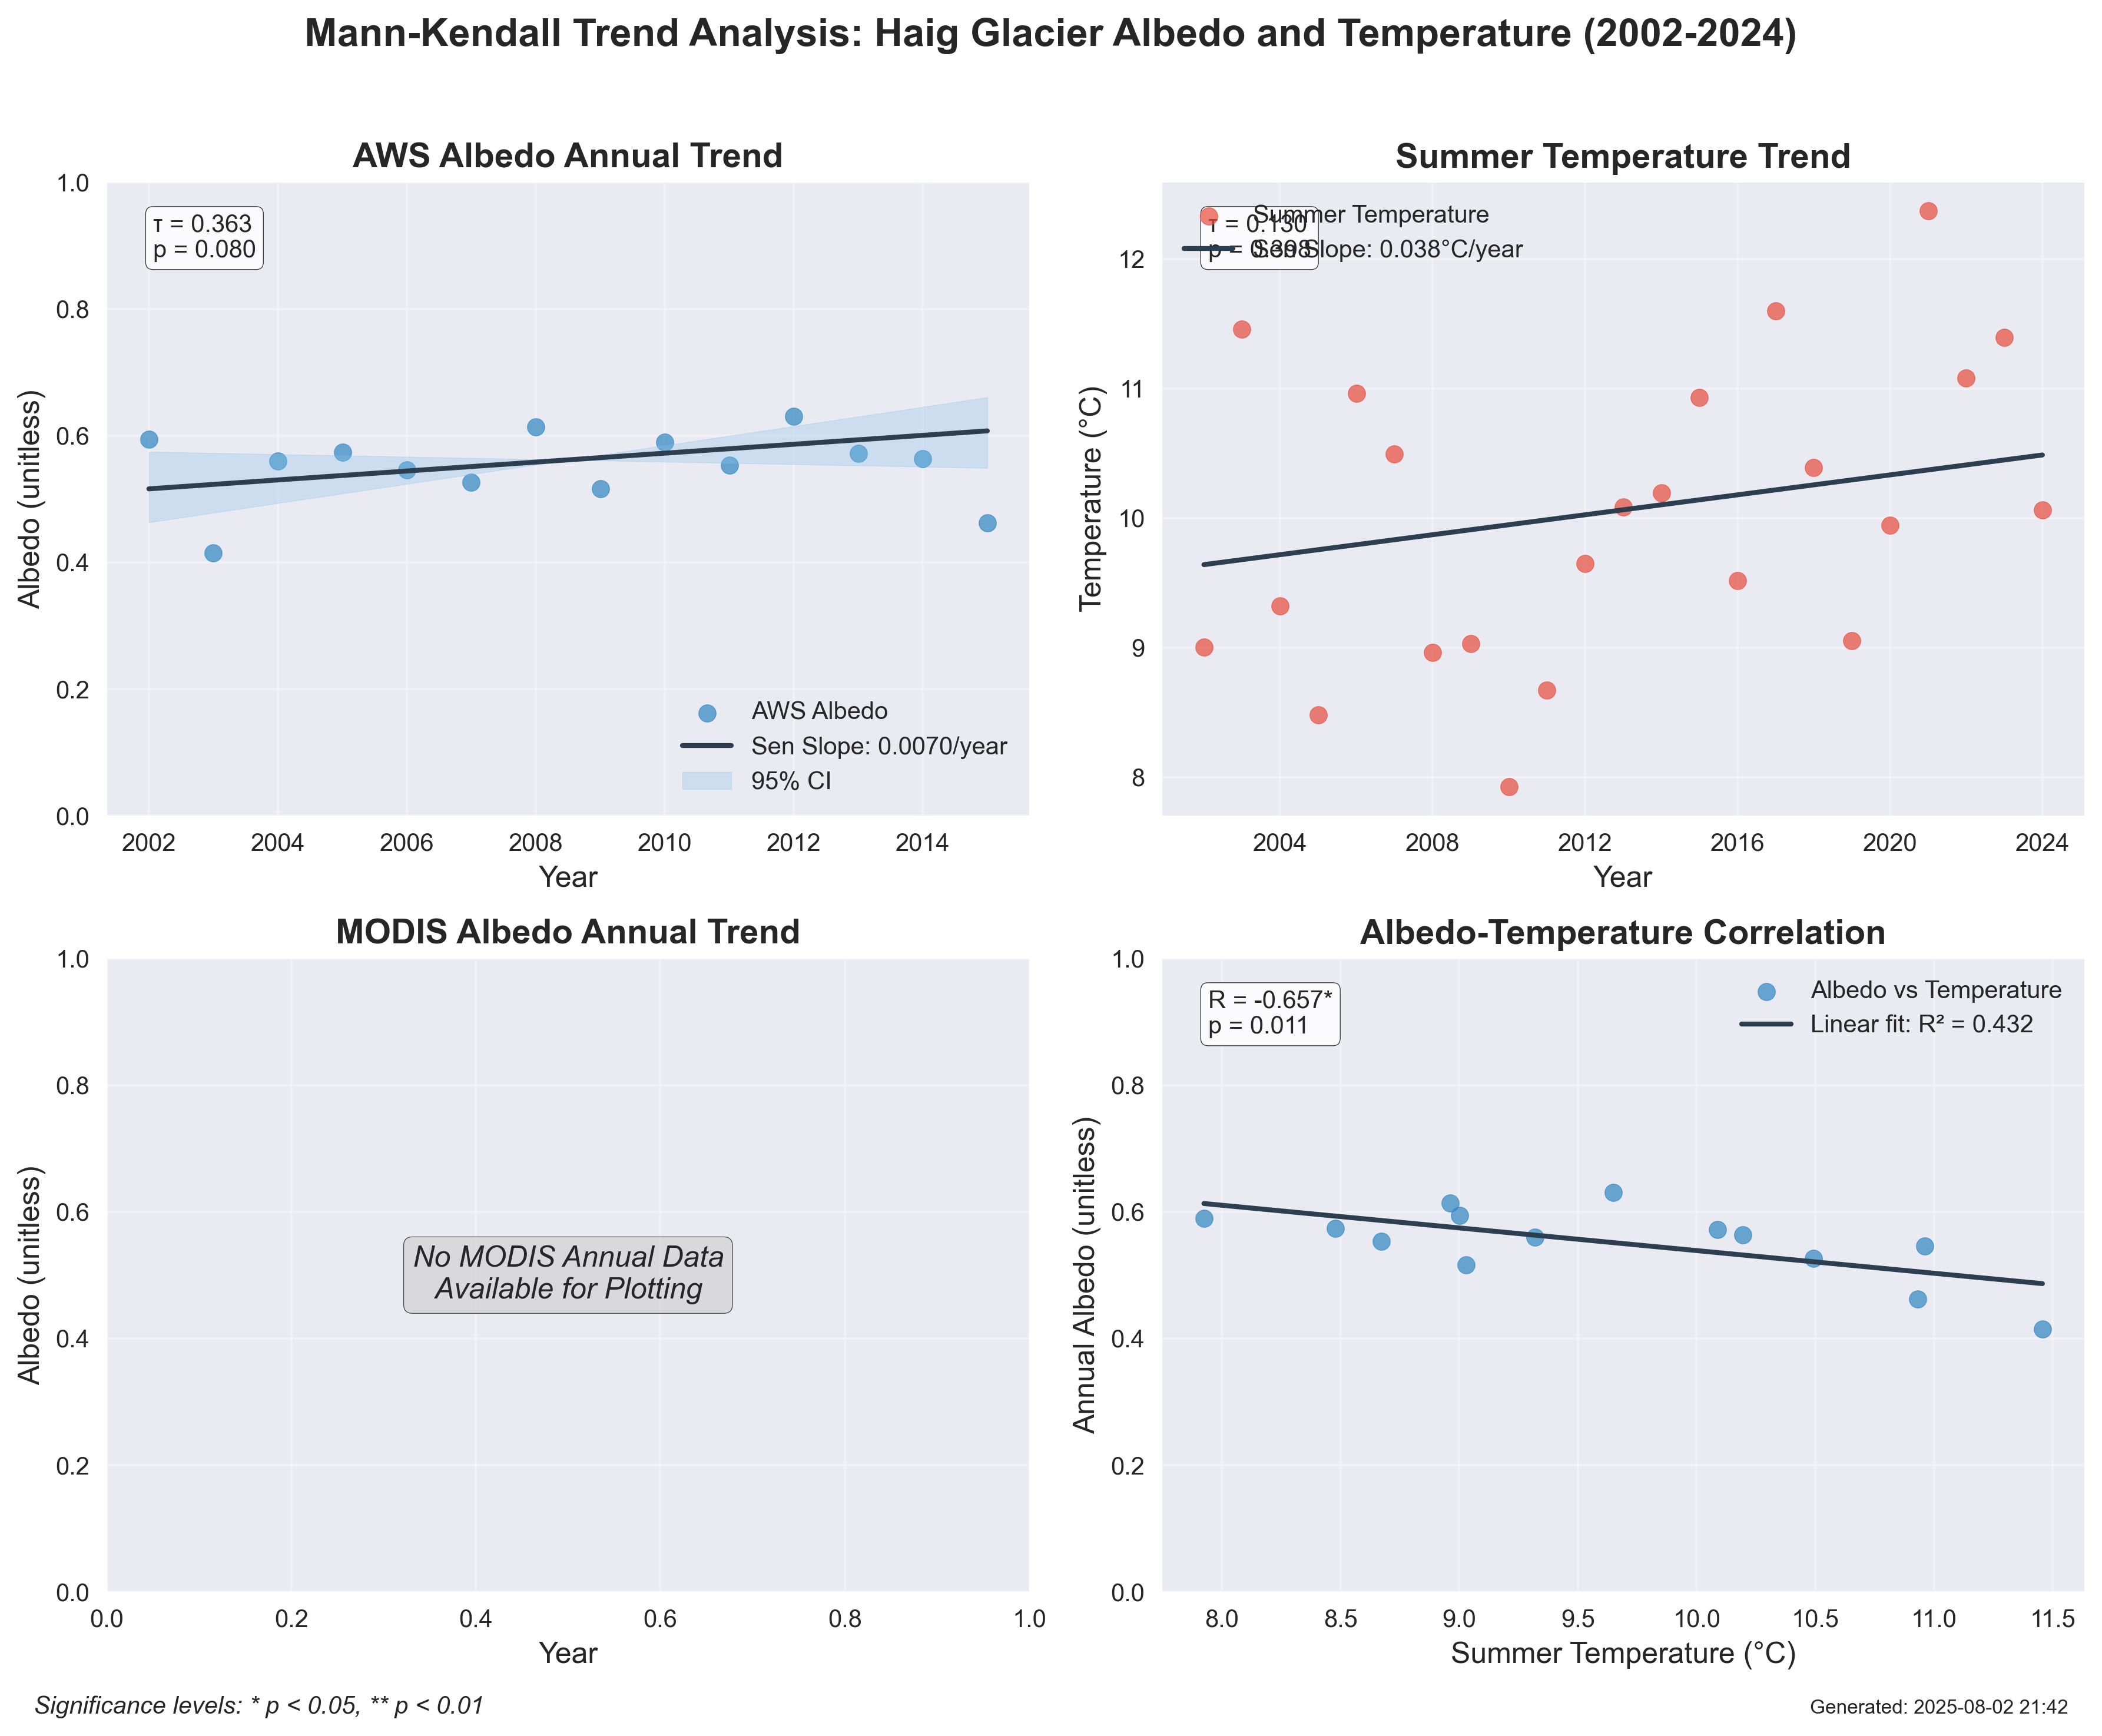 Mann-Kendall Trend Analysis: Haig Glacier Albedo and Temperature (2002-2024)
AWS Albedo Annual Trend
1.0
0.8
0.6
0.4
0.2
0.0
Albedo (unitless)
τ = 0.363
p = 0.080
AWS Albedo
Sen Slope: 0.0070/year
95% CI
2002 2004 2006 2008 2010 2012 2014
Year
Summer Temperature Trend
12
11
10
9
8
Temperature (°C)
τ = 0.130
p = 0.398
Summer Temperature
Sen Slope: 0.038°C/year
2004 2008 2012 2016 2020 2024
Year
MODIS Albedo Annual Trend
1.0
0.8
0.6
0.4
0.2
0.0
Albedo (unitless)
No MODIS Annual Data
Available for Plotting
0.0 0.2 0.4 0.6 0.8 1.0
Year
Albedo-Temperature Correlation
1.0
0.8
0.6
0.4
0.2
0.0
Annual Albedo (unitless)
R = -0.657*
p = 0.011
Albedo vs Temperature
Linear fit: R² = 0.432
8.0 8.5 9.0 9.5 10.0 10.5 11.0 11.5
Summer Temperature (°C)
Significance levels: * p < 0.05, ** p < 0.01
Generated: 2025-08-02 21:42